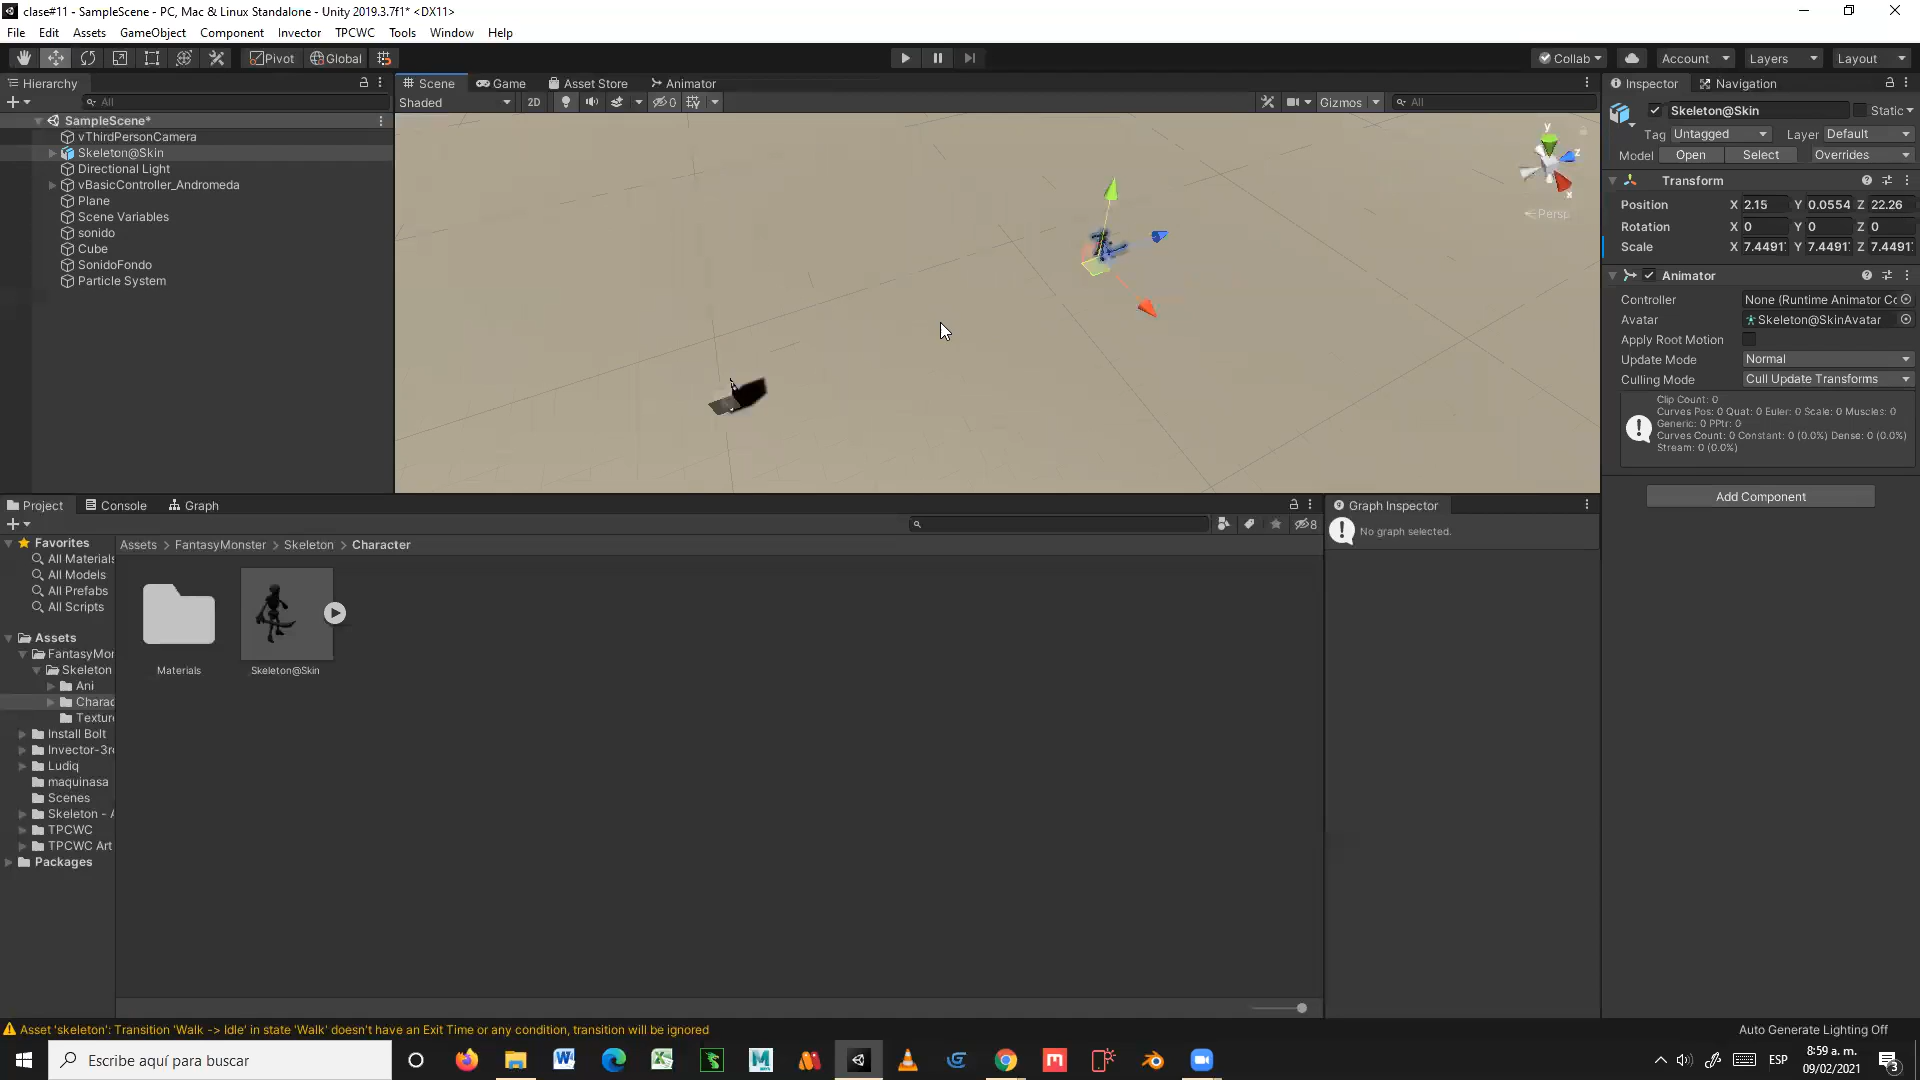 clase#11 - SampleScene - PC, Mac & Linux Standalone - Unity 2019.3.7f1* <DX11>
File Edit Assets GameObject Component Invector TPCWC Tools Window Help
Pivot Global Collab Account Layers Layout
Hierarchy
All
SampleScene*
vThirdPersonCamera
Skeleton@Skin
Directional Light
vBasicController_Andromeda
Plane
Scene Variables
sonido
Cube
SonidoFondo
Particle System
Scene Game Asset Store Animator
Shaded 2D 0 Gizmos All
y
z
x
Persp
Inspector Navigation
Skeleton@Skin Static
Tag Untagged Layer Default
Model Open Select Overrides
Transform
Position X 2.15 Y 0.0554 Z 22.26
Rotation X 0 Y 0 Z 0
Scale X 7.4491 Y 7.4491 Z 7.4491
Animator
Controller None (Runtime Animator Co
Avatar Skeleton@SkinAvatar
Apply Root Motion
Update Mode Normal
Culling Mode Cull Update Transforms
Clip Count: 0
Curves Pos: 0 Quat: 0 Euler: 0 Scale: 0 Muscles: 0
Generic: 0 PPtr: 0
Curves Count: 0 Constant: 0 (0.0%) Dense: 0 (0.0%)
Stream: 0 (0.0%)
Add Component
Project Console Graph
8
Favorites
All Materials
All Models
All Prefabs
All Scripts
Assets
FantasyMon
Skeleton
Ani
Charac
Texture
Install Bolt
Invector-3rd
Ludiq
maquinasa
Scenes
Skeleton - A
TPCWC
TPCWC Art
Packages
Assets > FantasyMonster > Skeleton > Character
Materials
Skeleton@Skin
Graph Inspector
No graph selected.
Asset 'skeleton': Transition 'Walk -> Idle' in state 'Walk' doesn't have an Exit Time or any condition, transition will be ignored
Auto Generate Lighting Off
Escribe aquí para buscar
ESP
8:59 a. m.
09/02/2021
3